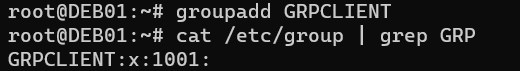 root@DEB01:~# groupadd GRPCLIENT
root@DEB01:~# cat /etc/group | grep GRP
GRPCLIENT:x:1001: